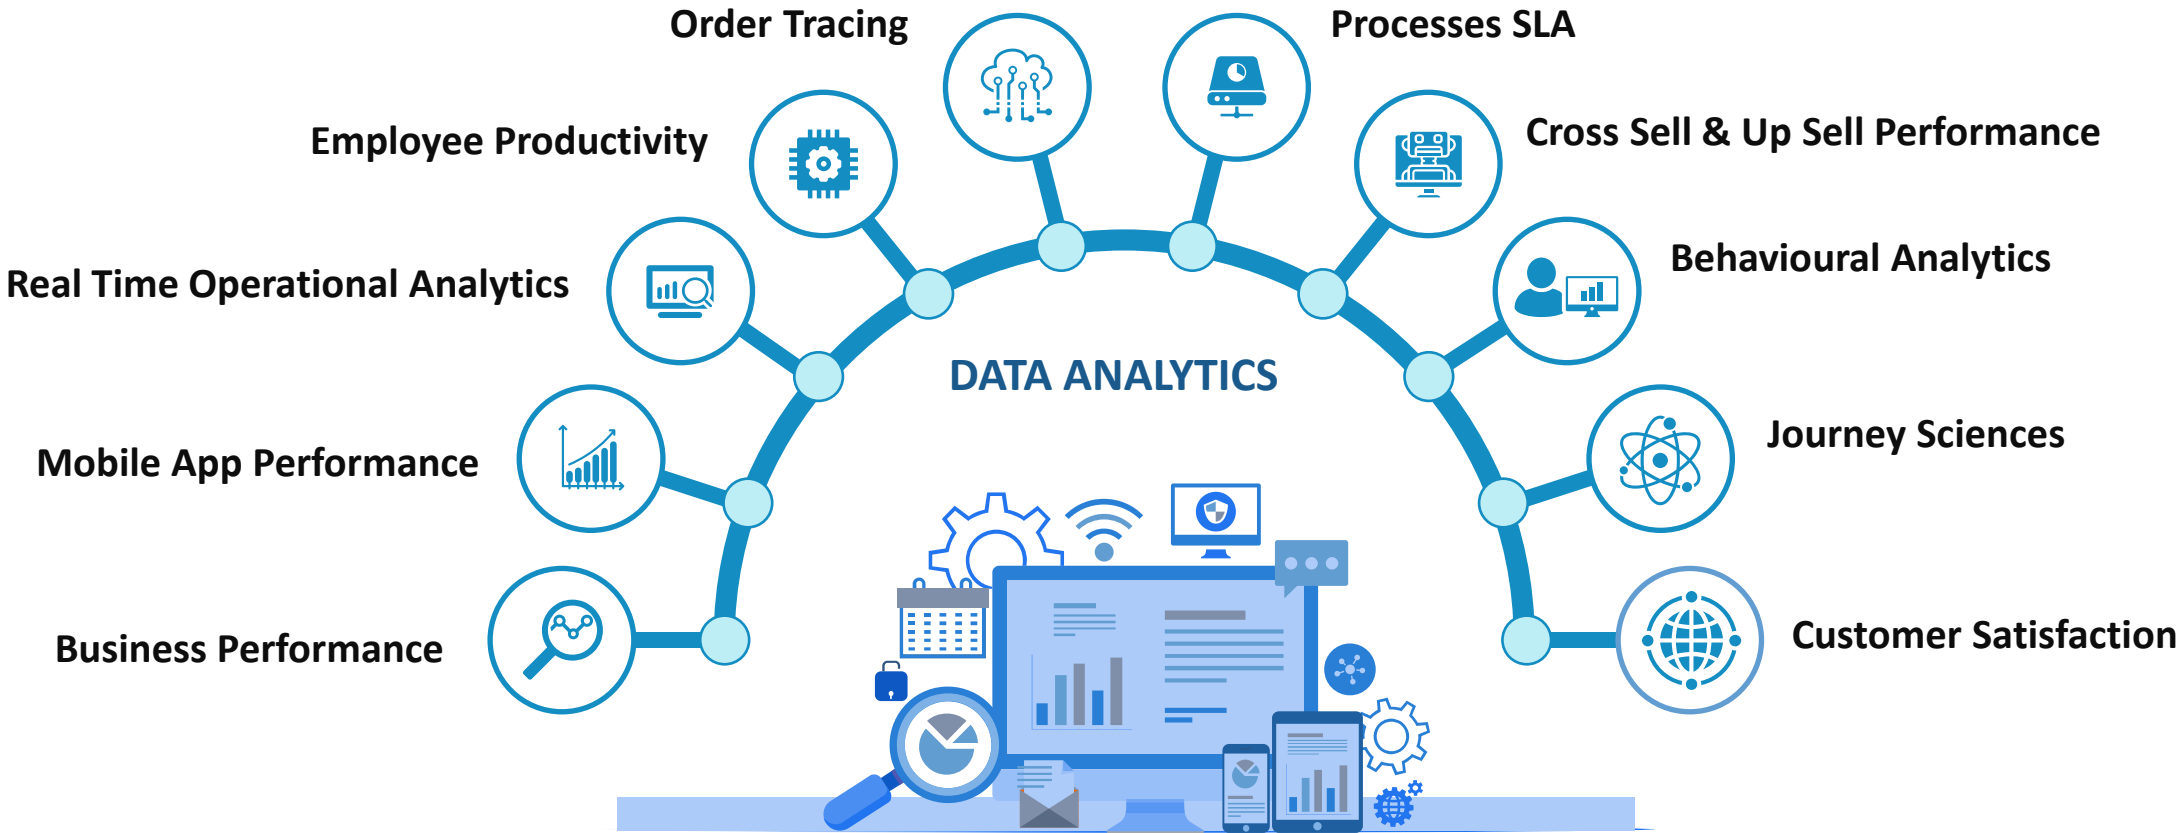 Order Tracing
Processes SLA
Employee Productivity
Cross Sell & Up Sell Performance
Real Time Operational Analytics
Behavioural Analytics
DATA ANALYTICS
Mobile App Performance
Journey Sciences
Business Performance
Customer Satisfaction